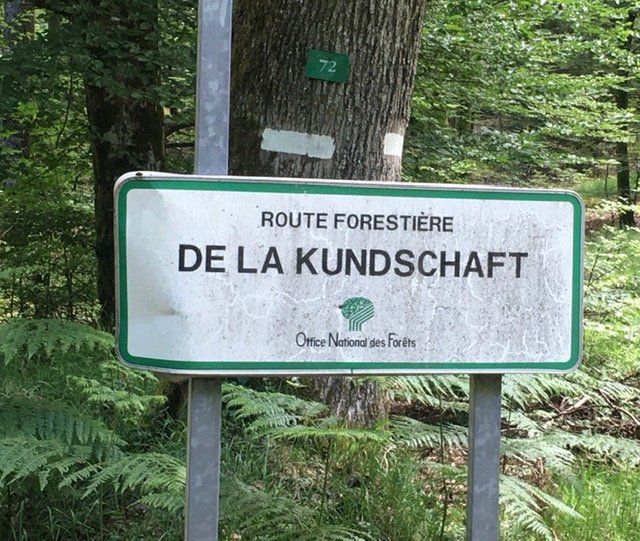 72
ROUTE FORESTIÈRE
DE LA KUNDSCHAFT
Office National des Forêts